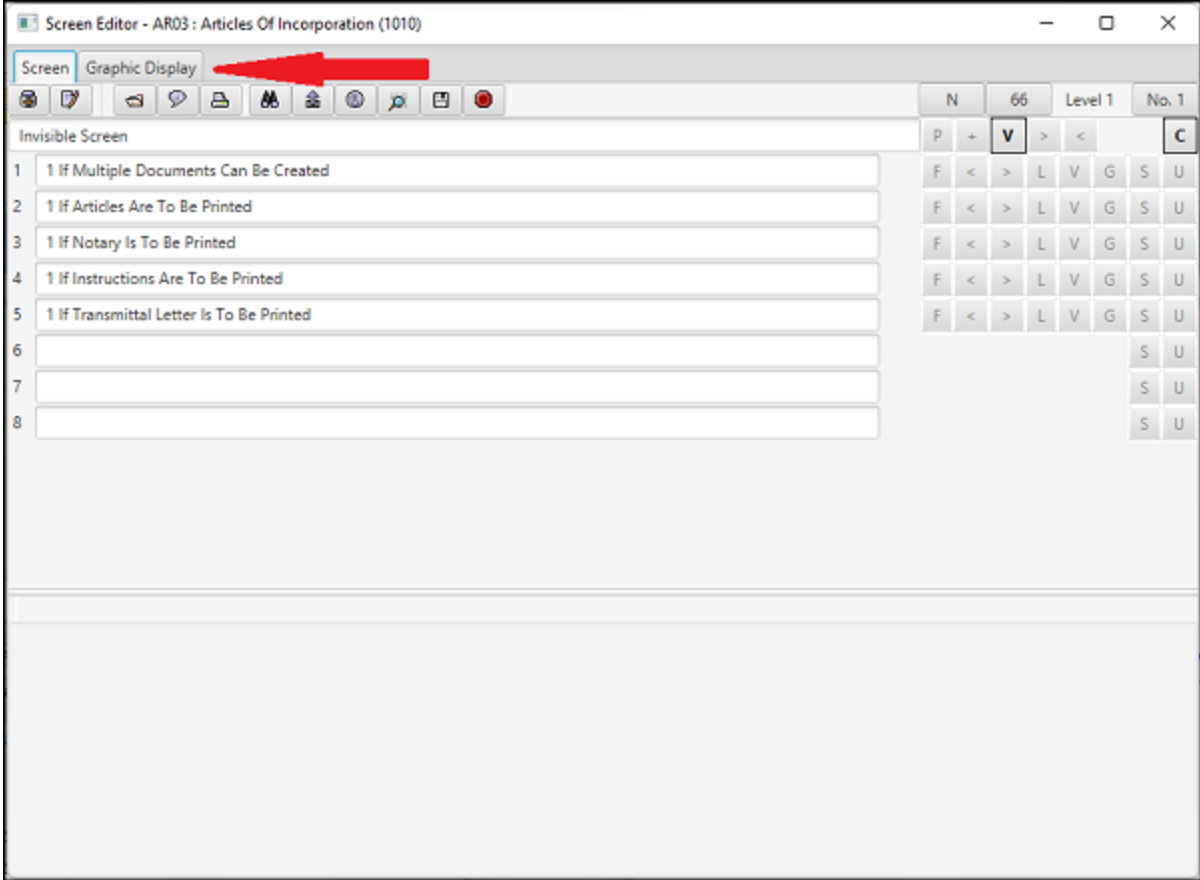 Screen Editor - AR03 : Articles Of Incorporation (1010)
Screen Graphic Display
N 66 Level 1 No. 1
Invisible Screen P + V > < C
1 1 If Multiple Documents Can Be Created F < > L V G S U
2 1 If Articles Are To Be Printed F < > L V G S U
3 1 If Notary Is To Be Printed F < > L V G S U
4 1 If Instructions Are To Be Printed F < > L V G S U
5 1 If Transmittal Letter Is To Be Printed F < > L V G S U
6 S U
7 S U
8 S U